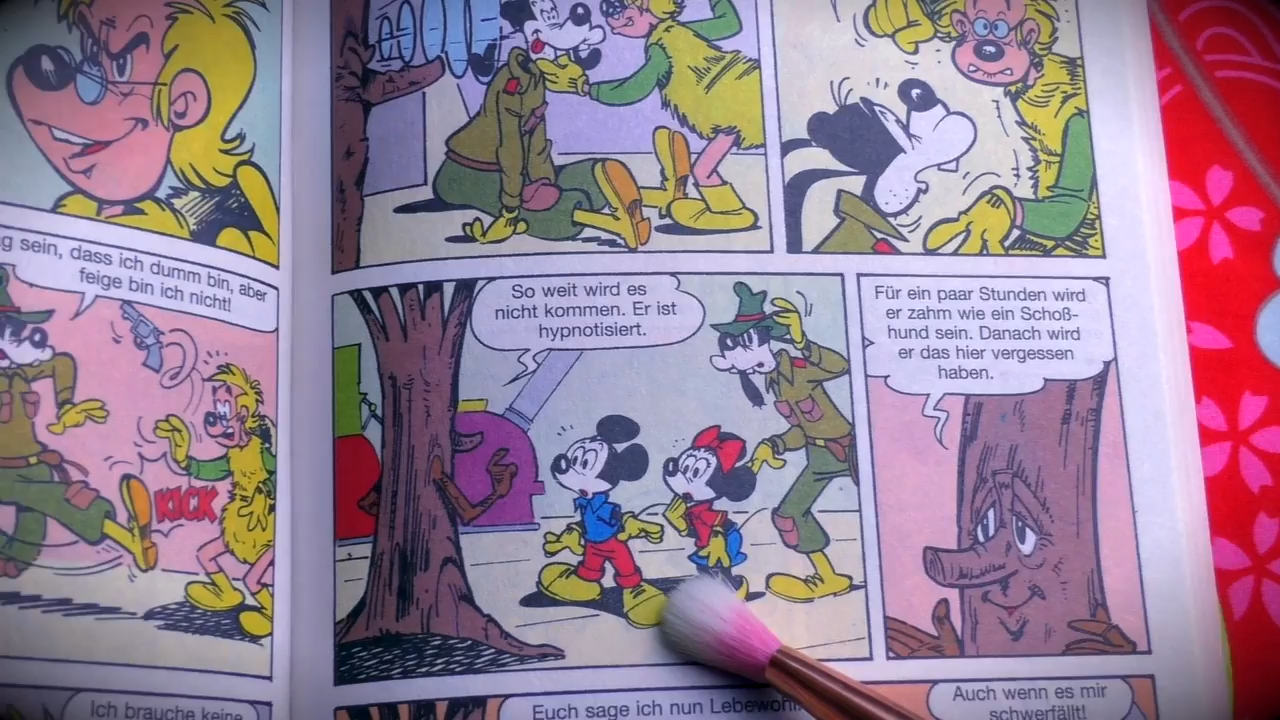 g sein, dass ich dumm bin, aber
feige bin ich nicht!
KICK
Ich brauche keine
So weit wird es
nicht kommen. Er ist
hypnotisiert.
Für ein paar Stunden wird
er zahm wie ein Schoß-
hund sein. Danach wird
er das hier vergessen
haben.
Euch sage ich nun Lebewohl.
Auch wenn es mir
schwerfällt!